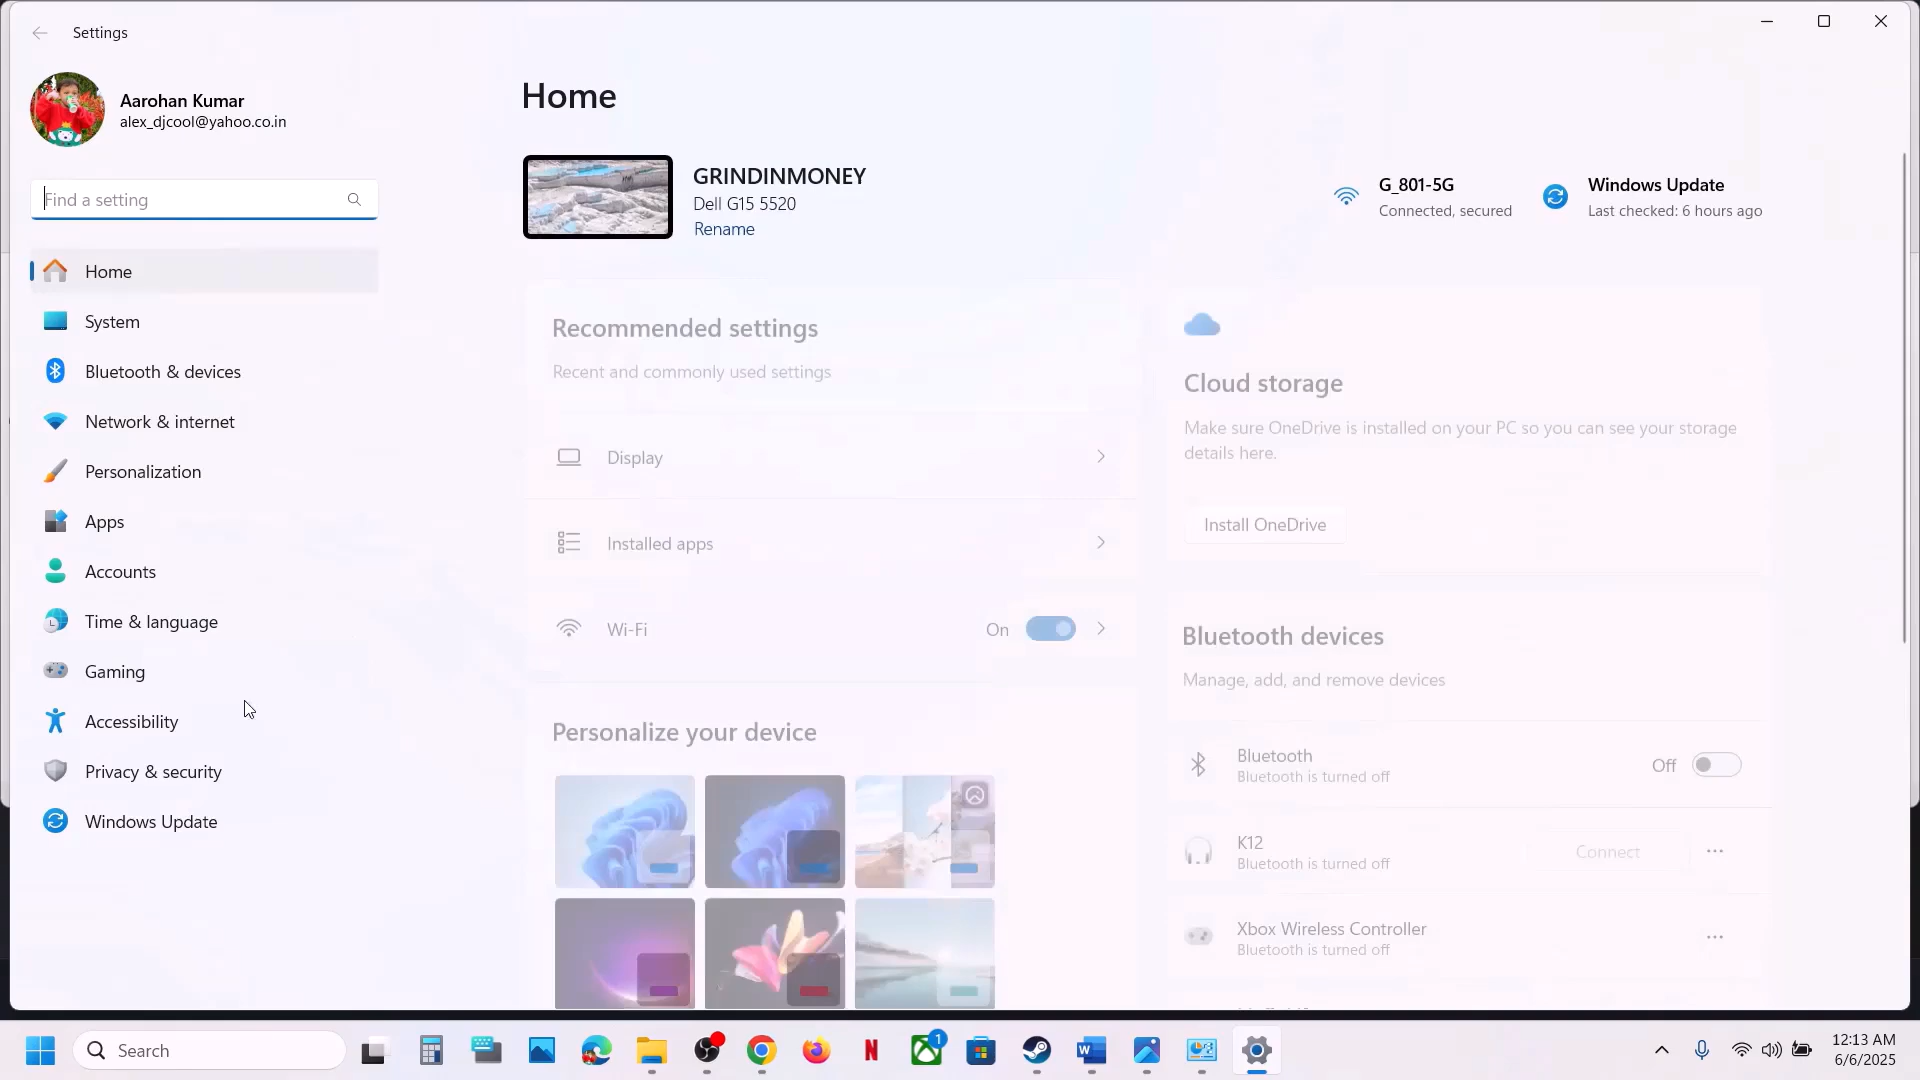 Settings
Aarohan Kumar
alex_djcool@yahoo.co.in
Find a setting
Home
System
Bluetooth & devices
Network & internet
Personalization
Apps
Accounts
Time & language
Gaming
Accessibility
Privacy & security
Windows Update
Home
GRINDINMONEY
Dell G15 5520
Rename
G_801-5G
Connected, secured
Windows Update
Last checked: 6 hours ago
Recommended settings
Recent and commonly used settings
Display
Installed apps
Wi-Fi
On
Personalize your device
Cloud storage
Make sure OneDrive is installed on your PC so you can see your storage
details here.
Install OneDrive
Bluetooth devices
Manage, add, and remove devices
Bluetooth
Bluetooth is turned off
Off
K12
Bluetooth is turned off
Connect
Xbox Wireless Controller
Bluetooth is turned off
Search
1
12:13 AM
6/6/2025